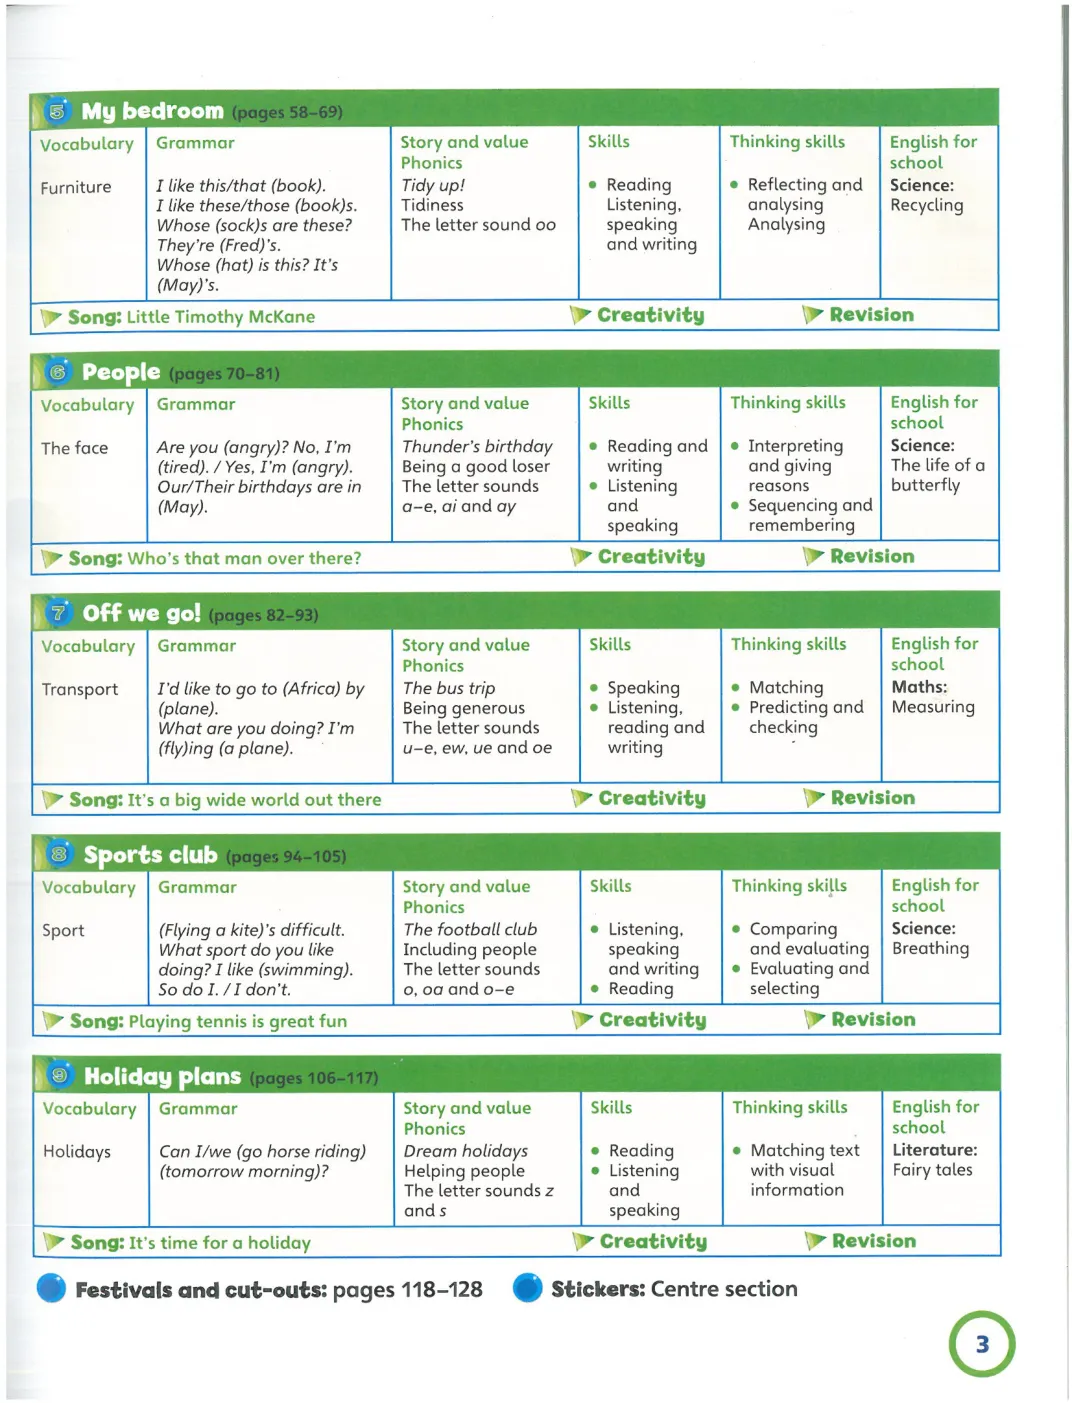 5 My bedroom (pages 58–69)
Vocabulary
Furniture
Grammar
I like this/that (book).
I like these/those (book)s.
Whose (sock)s are these?
They're (Fred)'s.
Whose (hat) is this? It's
(May)'s.
Story and value
Phonics
Tidy up!
Tidiness
The letter sound oo
Skills
• Reading
Listening,
speaking
and writing
Thinking skills
• Reflecting and
analysing
Analysing
English for
school
Science:
Recycling
Song: Little Timothy McKane
Creativity
Revision
6 People (pages 70–81)
Vocabulary
The face
Grammar
Are you (angry)? No, I'm
(tired). / Yes, I'm (angry).
Our/Their birthdays are in
(May).
Story and value
Phonics
Thunder's birthday
Being a good loser
The letter sounds
a–e, ai and ay
Skills
• Reading and
writing
• Listening
and
speaking
Thinking skills
• Interpreting
and giving
reasons
• Sequencing and
remembering
English for
school
Science:
The life of a
butterfly
Song: Who's that man over there?
Creativity
Revision
7 Off we go! (pages 82–93)
Vocabulary
Transport
Grammar
I'd like to go to (Africa) by
(plane).
What are you doing? I'm
(fly)ing (a plane).
Story and value
Phonics
The bus trip
Being generous
The letter sounds
u–e, ew, ue and oe
Skills
• Speaking
• Listening,
reading and
writing
Thinking skills
• Matching
• Predicting and
checking
English for
school
Maths:
Measuring
Song: It's a big wide world out there
Creativity
Revision
8 Sports club (pages 94–105)
Vocabulary
Sport
Grammar
(Flying a kite)'s difficult.
What sport do you like
doing? I like (swimming).
So do I. / I don't.
Story and value
Phonics
The football club
Including people
The letter sounds
o, oa and o–e
Skills
• Listening,
speaking
and writing
• Reading
Thinking skills
• Comparing
and evaluating
• Evaluating and
selecting
English for
school
Science:
Breathing
Song: Playing tennis is great fun
Creativity
Revision
9 Holiday plans (pages 106–117)
Vocabulary
Holidays
Grammar
Can I/we (go horse riding)
(tomorrow morning)?
Story and value
Phonics
Dream holidays
Helping people
The letter sounds z
and s
Skills
• Reading
• Listening
and
speaking
Thinking skills
• Matching text
with visual
information
English for
school
Literature:
Fairy tales
Song: It's time for a holiday
Creativity
Revision
Festivals and cut-outs: pages 118–128
Stickers: Centre section
3